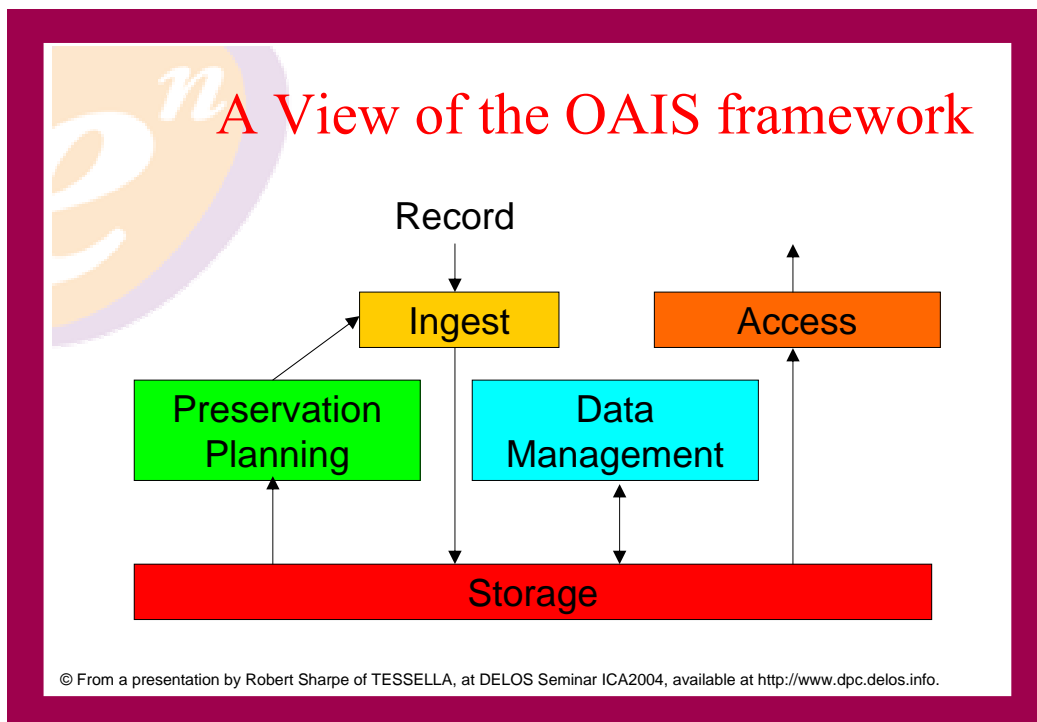 A View of the OAIS framework
Record
Ingest
Access
Preservation
Planning
Data
Management
Storage
© From a presentation by Robert Sharpe of TESSELLA, at DELOS Seminar ICA2004, available at http://www.dpc.delos.info.
en